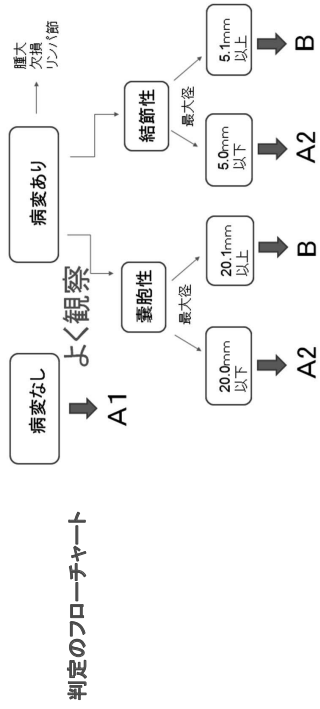 判定のフローチャート
病変なし
病変あり
腫大
欠損
リンパ節
よく観察
A1
嚢胞性
結節性
最大径
最大径
20.0mm
以下
20.1mm
以上
5.0mm
以下
5.1mm
以上
A2
B
A2
B